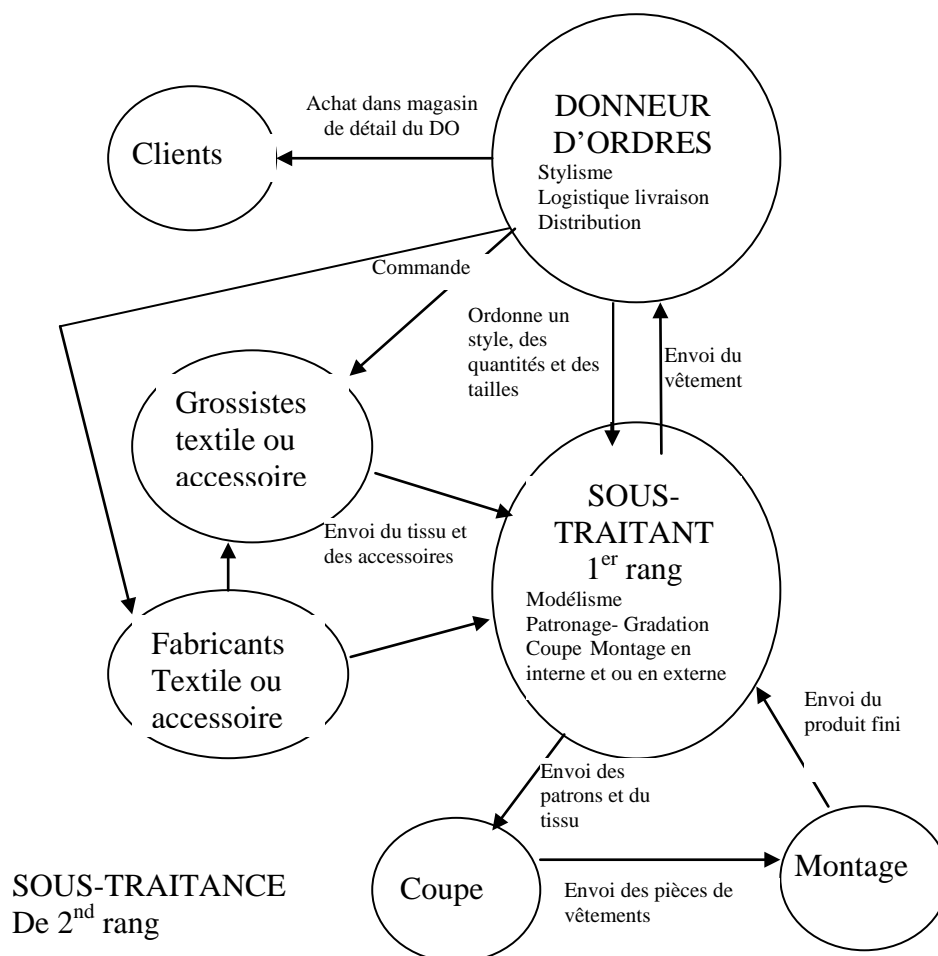 Achat dans magasin
de détail du DO
Clients
DONNEUR
D'ORDRES
Stylisme
Logistique livraison
Distribution
Commande
Ordonne un
style, des
quantités et des
tailles
Envoi du
vêtement
Grossistes
textile ou
accessoire
Envoi du tissu et
des accessoires
SOUS-
TRAITANT
1er rang
Modélisme
Patronage- Gradation
Coupe Montage en
interne et ou en externe
Fabricants
Textile ou
accessoire
Envoi du
produit fini
Envoi des
patrons et du
tissu
Coupe
Envoi des pièces de
vêtements
Montage
SOUS-TRAITANCE
De 2nd rang